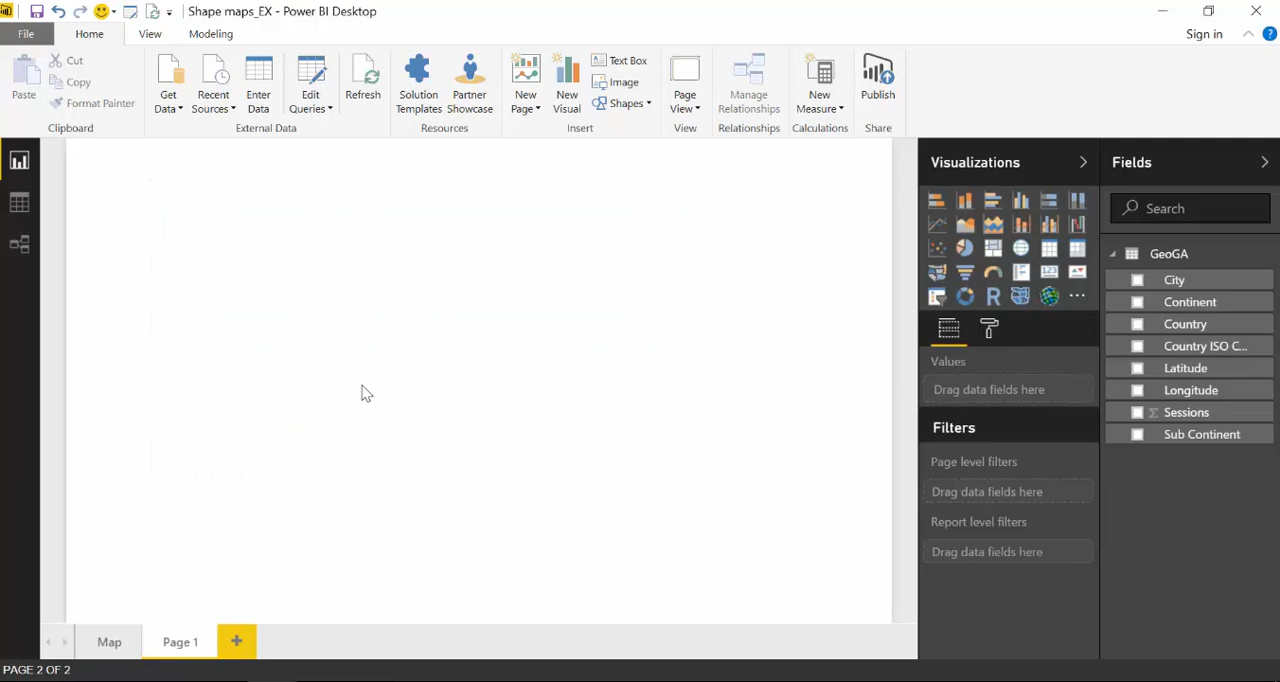 Shape maps_EX - Power BI Desktop
File
Home
View
Modeling
Sign in
Paste
Cut
Copy
Format Painter
Clipboard
Get Data
Recent Sources
Enter Data
Edit Queries
Refresh
External Data
Solution Templates
Partner Showcase
Resources
New Page
New Visual
Text Box
Image
Shapes
Insert
Page View
View
Manage Relationships
Relationships
New Measure
Calculations
Publish
Share
Visualizations
R
123
Values
Drag data fields here
Filters
Page level filters
Drag data fields here
Report level filters
Drag data fields here
Fields
Search
GeoGA
City
Continent
Country
Country ISO C...
Latitude
Longitude
Σ Sessions
Sub Continent
Map
Page 1
+
PAGE 2 OF 2